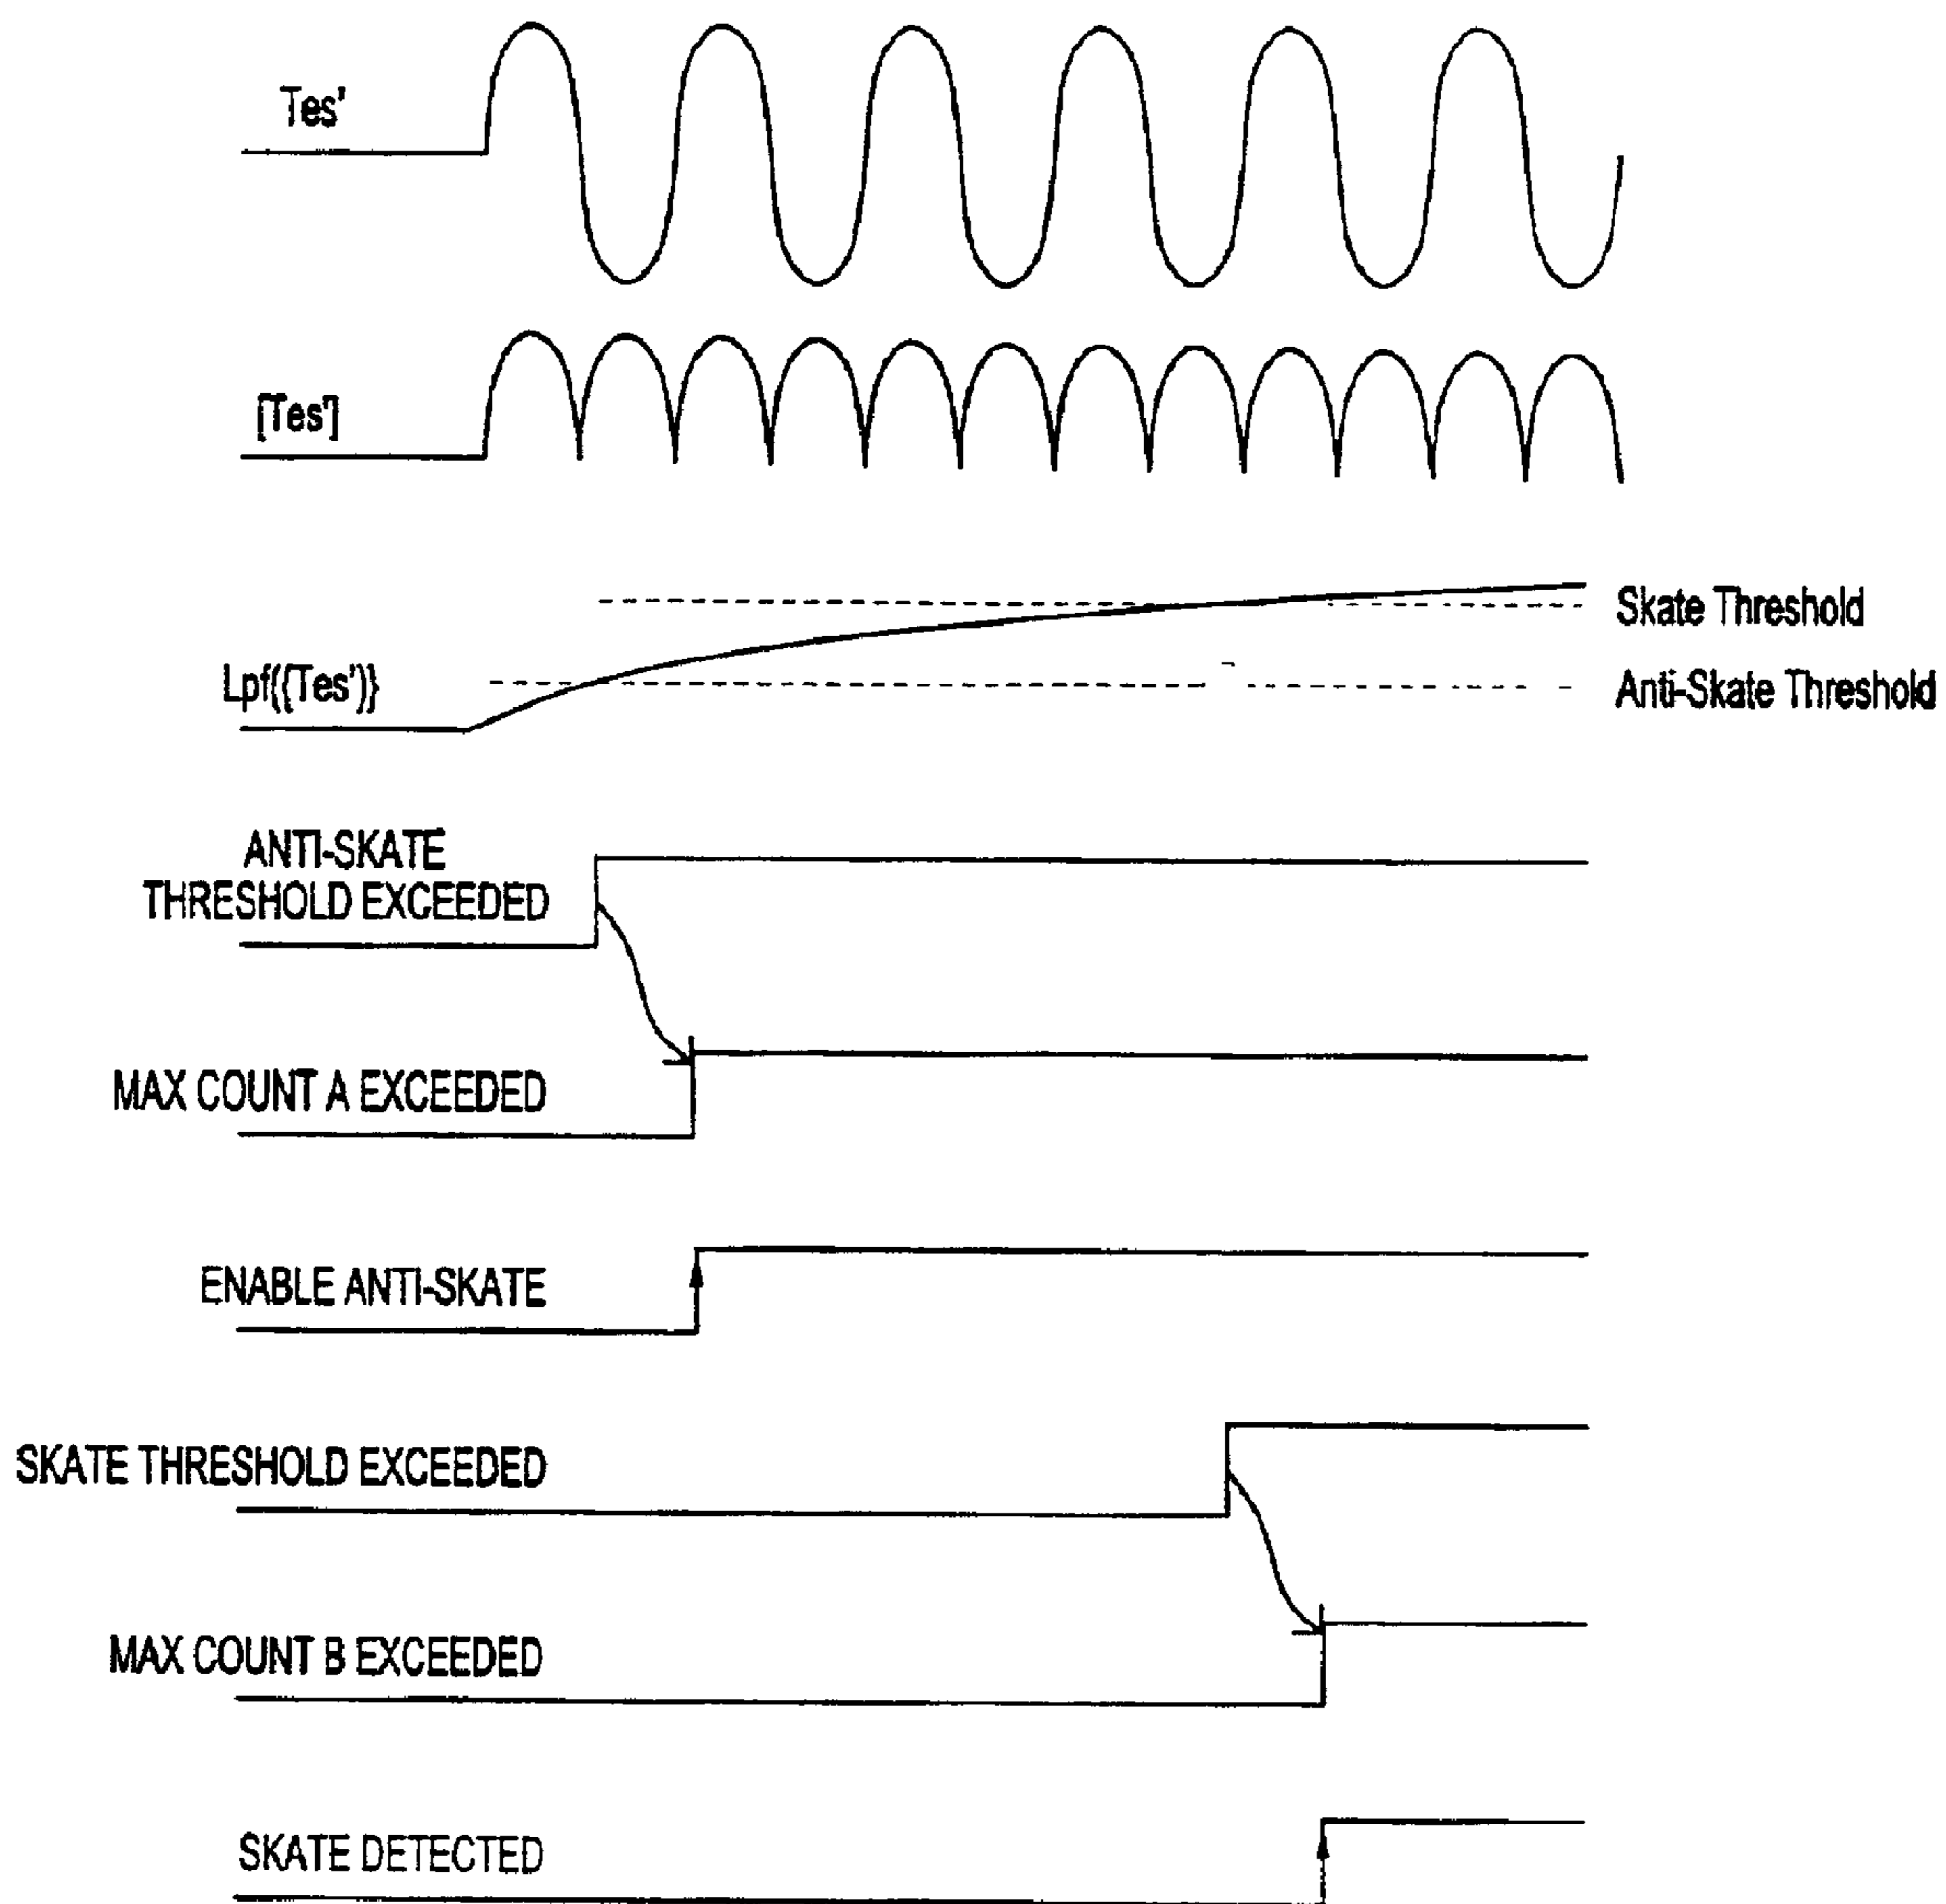 Tes'
[Tes']
Skate Threshold
Lpf({Tes')}
Anti-Skate Threshold
ANTI-SKATE
THRESHOLD EXCEEDED
MAX COUNT A EXCEEDED
ENABLE ANTI-SKATE
SKATE THRESHOLD EXCEEDED
MAX COUNT B EXCEEDED
SKATE DETECTED